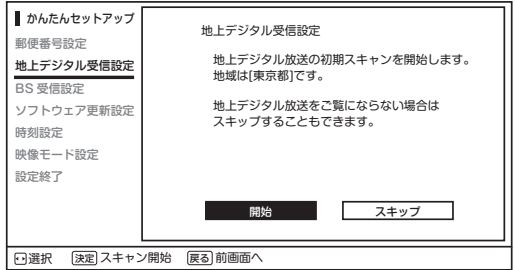 かんたんセットアップ
郵便番号設定
地上デジタル受信設定
BS 受信設定
ソフトウェア更新設定
時刻設定
映像モード設定
設定終了
地上デジタル受信設定
地上デジタル放送の初期スキャンを開始します。
地域は[東京都]です。
地上デジタル放送をご覧にならない場合は
スキップすることもできます。
開始
スキップ
選択 決定 スキャン開始 戻る 前画面へ